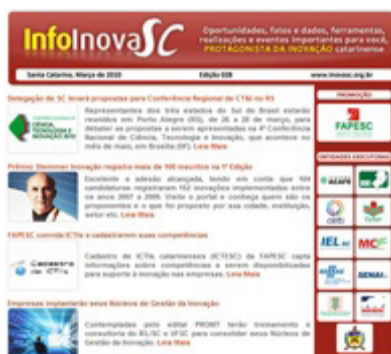 InfoInovaSC
Oportunidades, fatos e dados, ferramentas,
realizações e eventos importantes para você,
PROTAGONISTA DA INOVAÇÃO catarinense
Santa Catarina, Março de 2010 Edição 028 www.inovasc.org.br
Delegação de SC levará propostas para Conferência Regional de CT&I no RS
Representantes dos três estados do Sul do Brasil estarão
reunidos em Porto Alegre (RS), de 26 a 28 de março, para
debater as propostas a serem apresentadas na 4ª Conferência
Nacional de Ciência, Tecnologia e Inovação, que acontece no
mês de maio, em Brasília (DF). Leia Mais
PROMOÇÃO
FAPESC
ENTIDADES EXECUTORAS
Prêmio Stemmer Inovação registra mais de 100 inscritos na 1ª Edição
Excelente a adesão alcançada, tendo em conta que 104
candidaturas registraram 162 inovações implementadas entre
os anos 2007 a 2009. Visite o portal e conheça quem são os
proponentes e o que foi proposto por sua cidade, instituição,
setor etc. Leia Mais
ACAFE
FAPESC convida ICTIs a cadastrarem suas competências
Cadastro
de ICTIs
Cadastro de ICTIs catarinenses (ICTESC) da FAPESC capta
informações sobre competências a serem disponibilizadas
para suporte à inovação nas empresas. Leia Mais
IEL SC
SENAI
Empresas implantarão seus Núcleos de Gestão da Inovação
Contempladas pelo edital PRONIT terão treinamento e
consultoria do IEL/SC e UFSC, para consolidar seus Núcleos
de Gestão da Inovação. Leia Mais